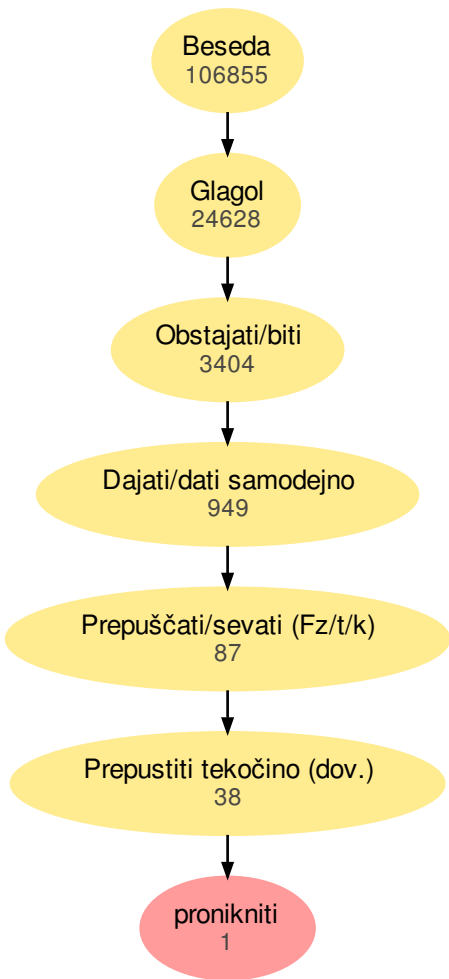 Beseda
106855
Glagol
24628
Obstajati/biti
3404
Dajati/dati samodejno
949
Prepuščati/sevati (Fz/t/k)
87
Prepustiti tekočino (dov.)
38
pronikniti
1